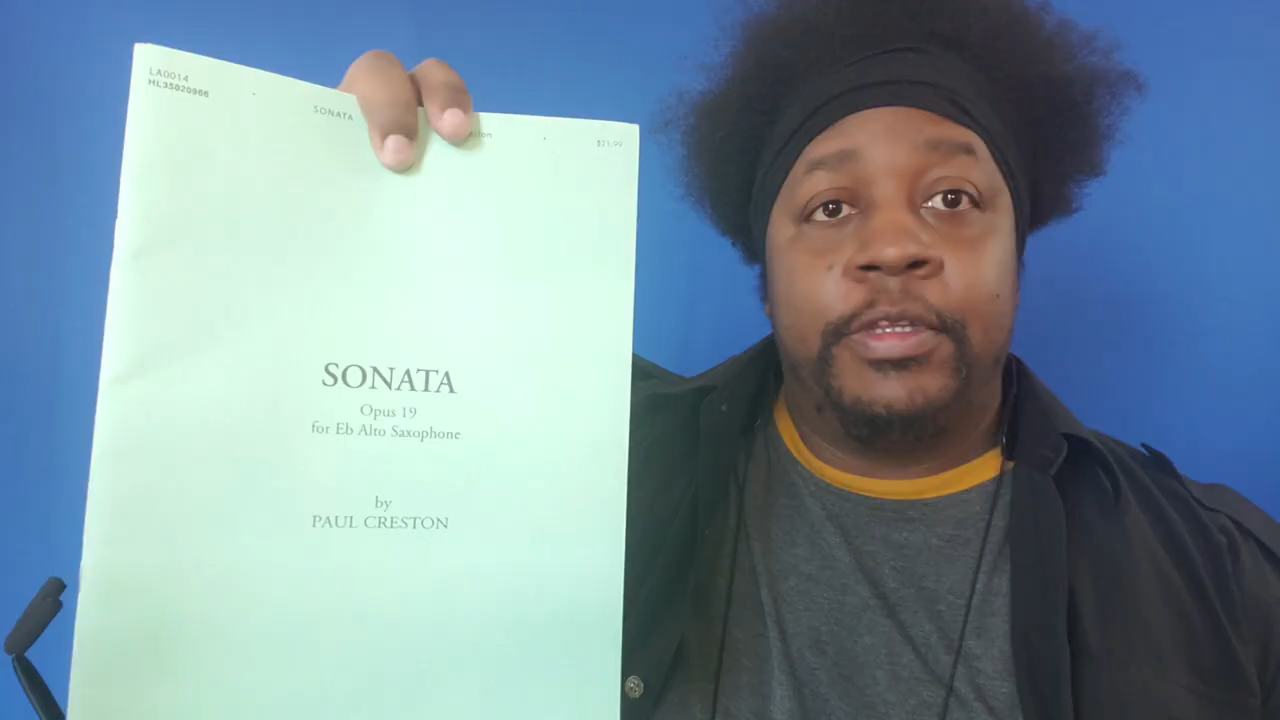 LA0014
HL35020966
SONATA
$21.99
SONATA
Opus 19
for Eb Alto Saxophone
by
PAUL CRESTON